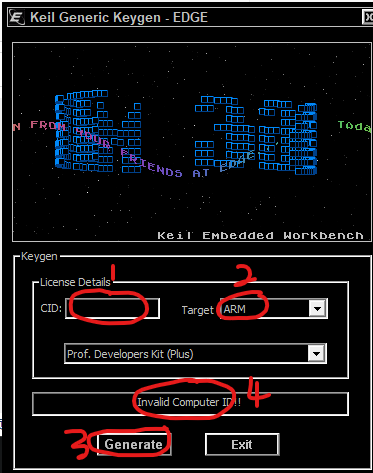 Keil Generic Keygen - EDGE
N FROM YOUR FRIENDS AT EDGE Toda
Keil Embedded Workbench
Keygen
1 2
License Details
CID: Target ARM
Prof. Developers Kit (Plus)
Invalid Computer ID!! 4
3 Generate Exit